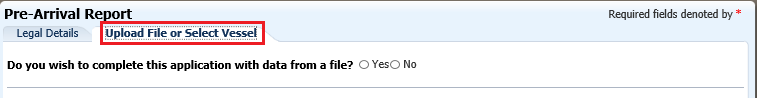 Pre-Arrival Report
Required fields denoted by *
Legal Details
Upload File or Select Vessel
Do you wish to complete this application with data from a file? Yes No